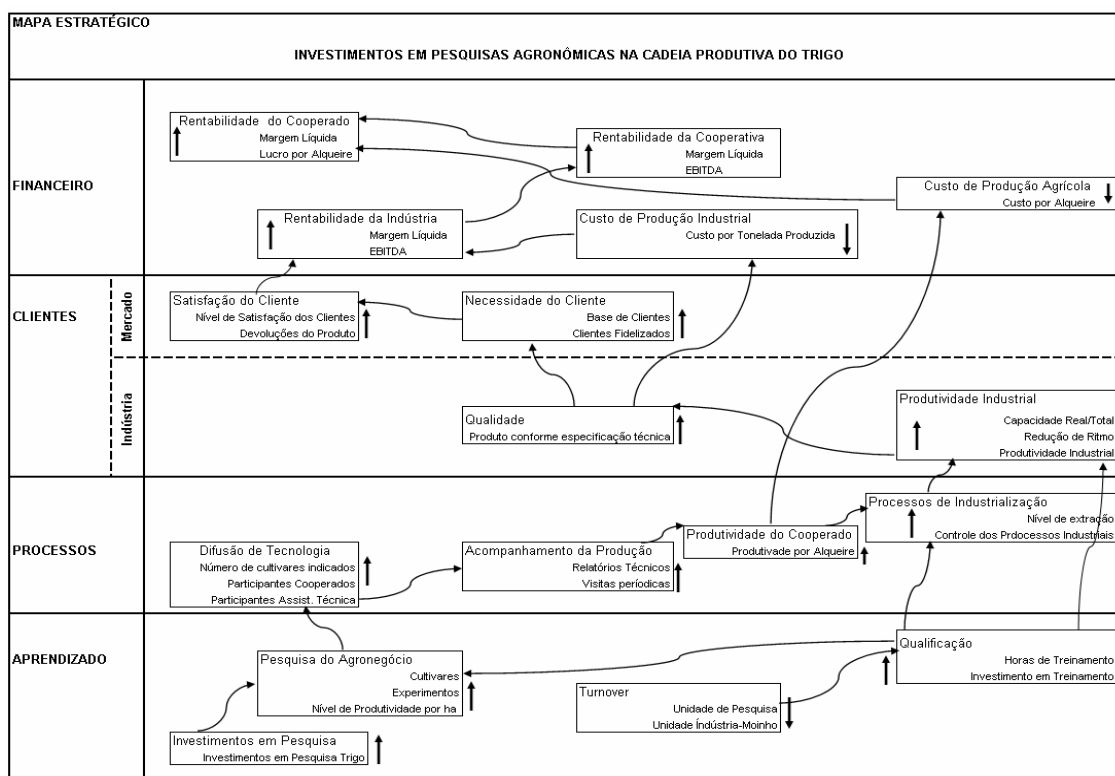 MAPA ESTRATÉGICO
INVESTIMENTOS EM PESQUISAS AGRONÔMICAS NA CADEIA PRODUTIVA DO TRIGO
FINANCEIRO
Rentabilidade do Cooperado
Margem Líquida
Lucro por Alqueire
Rentabilidade da Cooperativa
Margem Líquida
EBITDA
Custo de Produção Agrícola
Custo por Alqueire
Rentabilidade da Indústria
Margem Líquida
EBITDA
Custo de Produção Industrial
Custo por Tonelada Produzida
CLIENTES
Mercado
Satisfação do Cliente
Nível de Satisfação dos Clientes
Devoluções do Produto
Necessidade do Cliente
Base de Clientes
Clientes Fidelizados
Indústria
Qualidade
Produto conforme especificação técnica
Produtividade Industrial
Capacidade Real/Total
Redução de Ritmo
Produtividade Industrial
PROCESSOS
Difusão de Tecnologia
Número de cultivares indicados
Participantes Cooperados
Participantes Assist. Técnica
Acompanhamento da Produção
Relatórios Técnicos
Visitas períodicas
Produtividade do Cooperado
Produtivade por Alqueire
Processos de Industrialização
Nível de extração
Controle dos Prdocessos Industriais
APRENDIZADO
Pesquisa do Agronegócio
Cultivares
Experimentos
Nível de Produtividade por ha
Turnover
Unidade de Pesquisa
Unidade Índústria-Moinho
Qualificação
Horas de Treinamento
Investimento em Treinamento
Investimentos em Pesquisa
Investimentos em Pesquisa Trigo